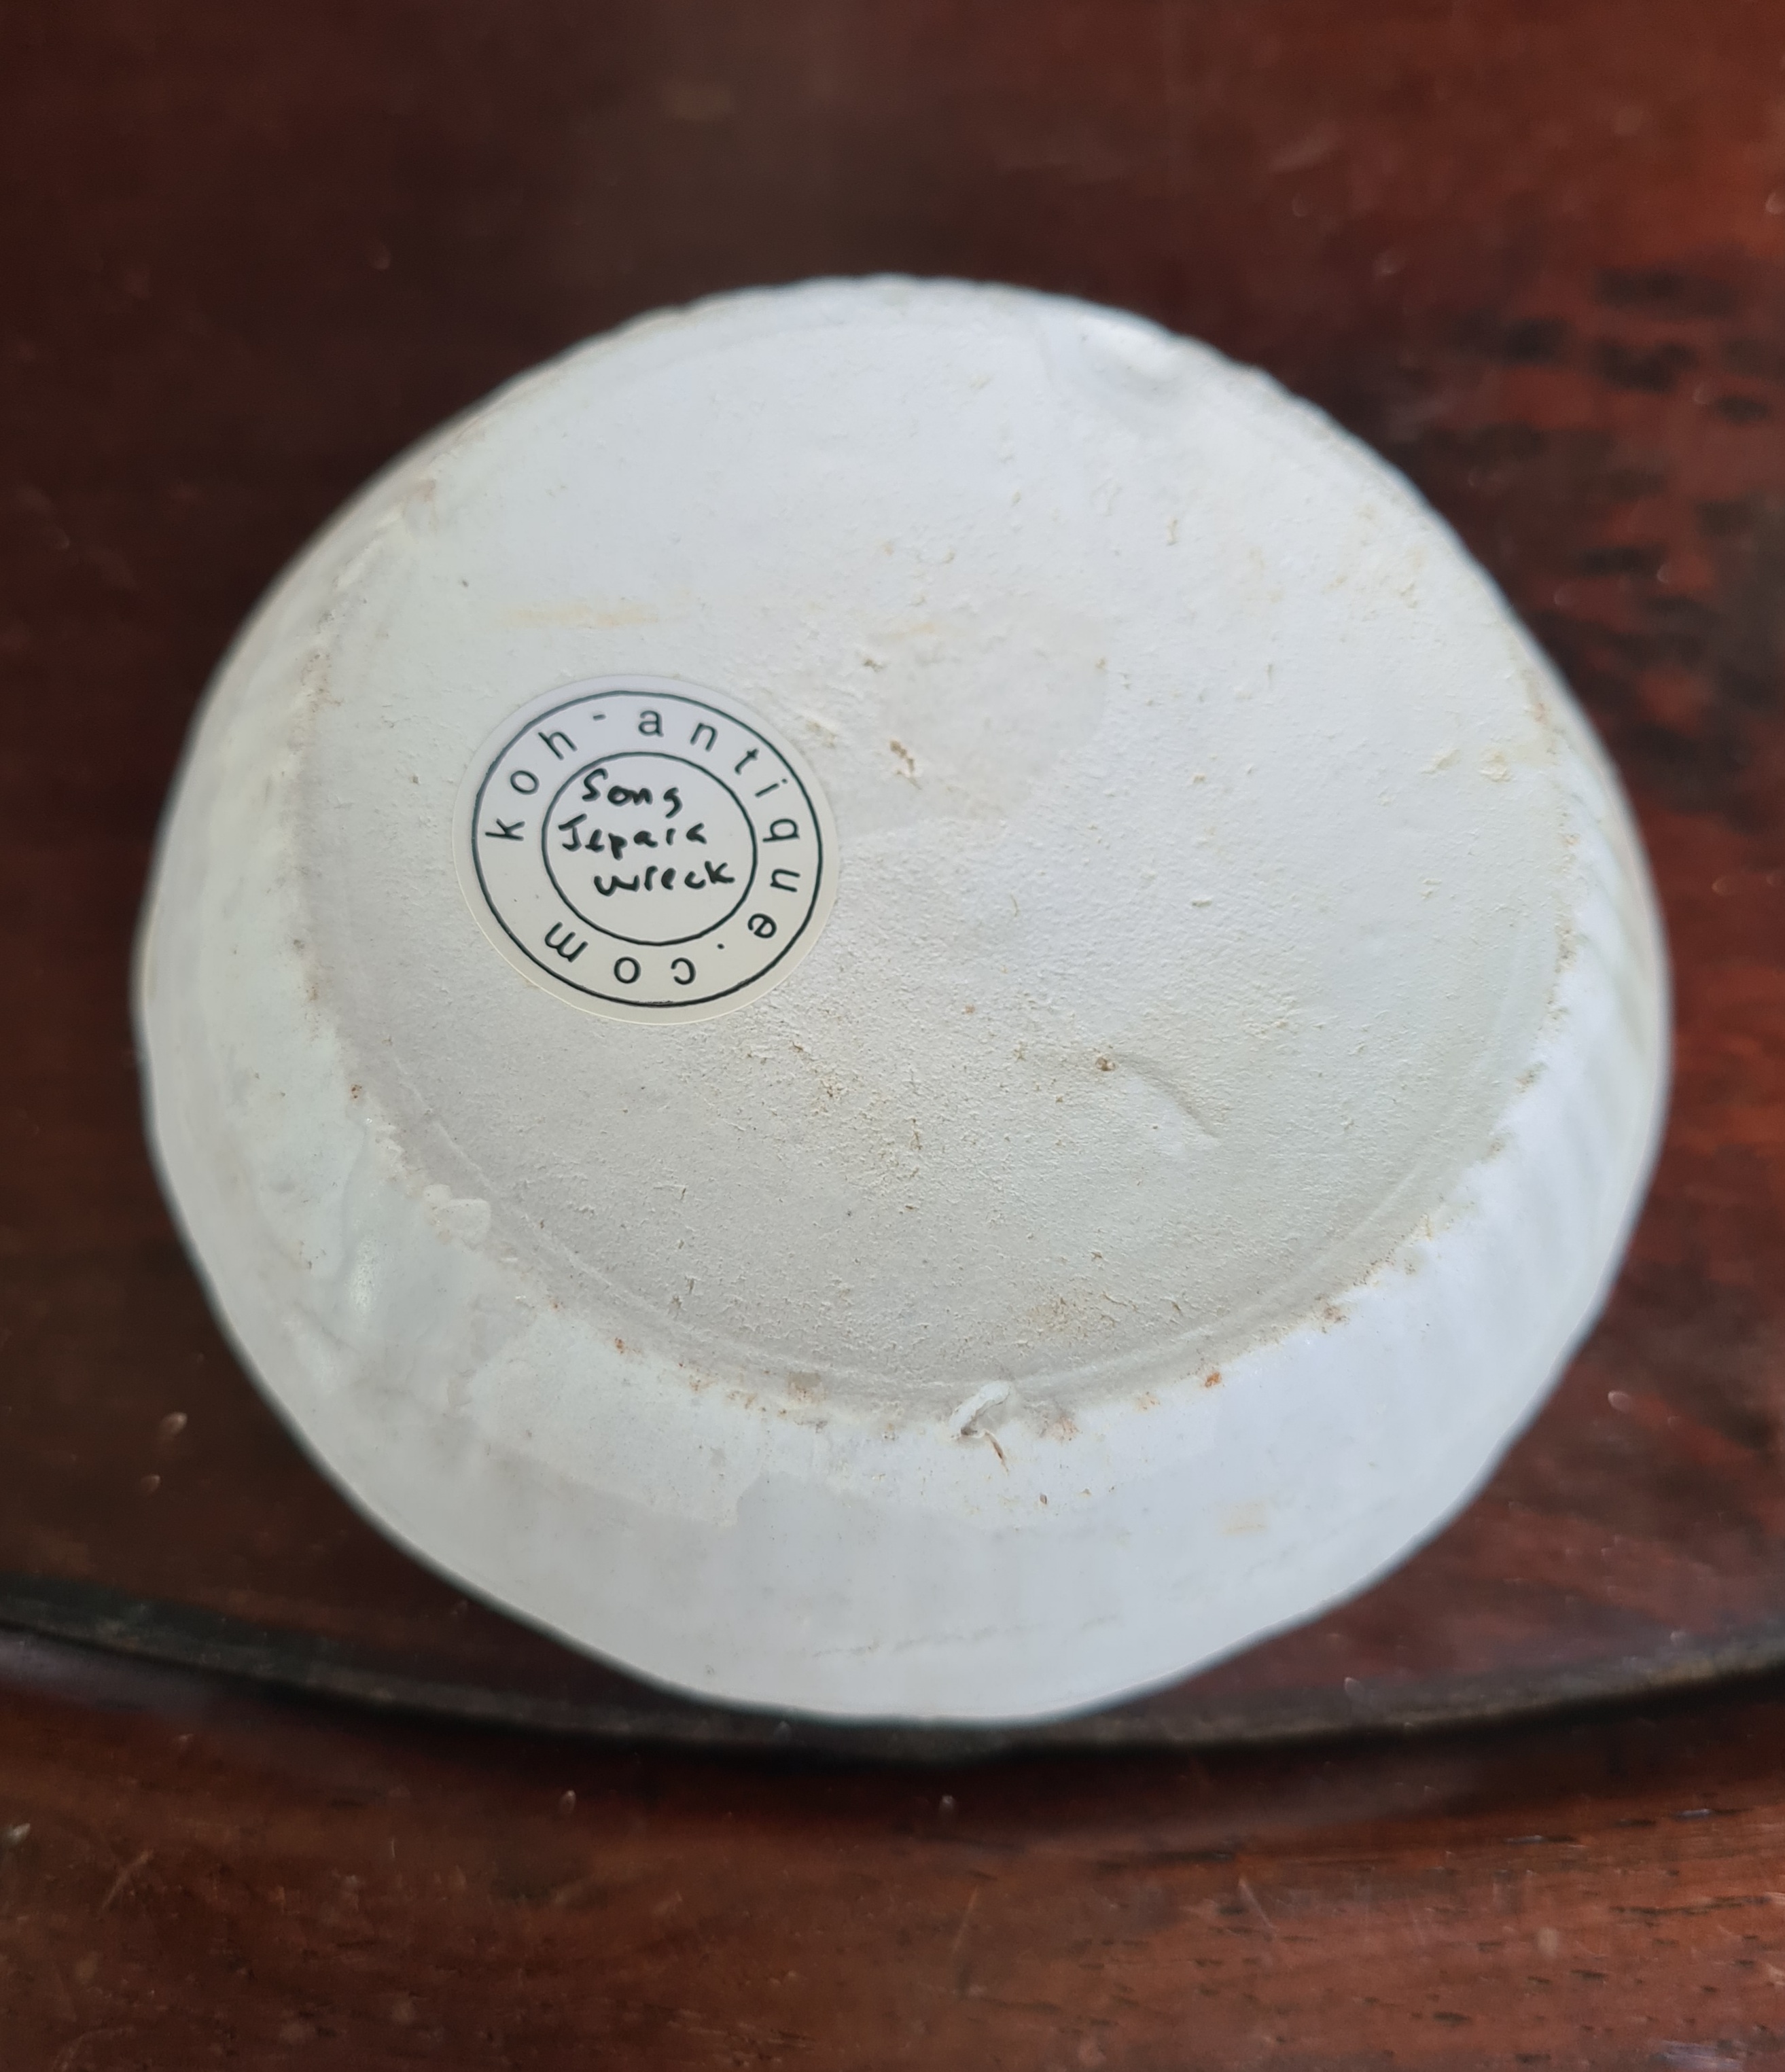 koh-antique.com
Song
Jepara
wreck